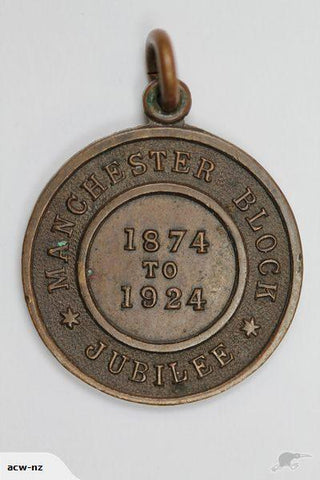 MANCHESTER BLOCK
1874
TO
1924
★ JUBILEE ★
acw-nz